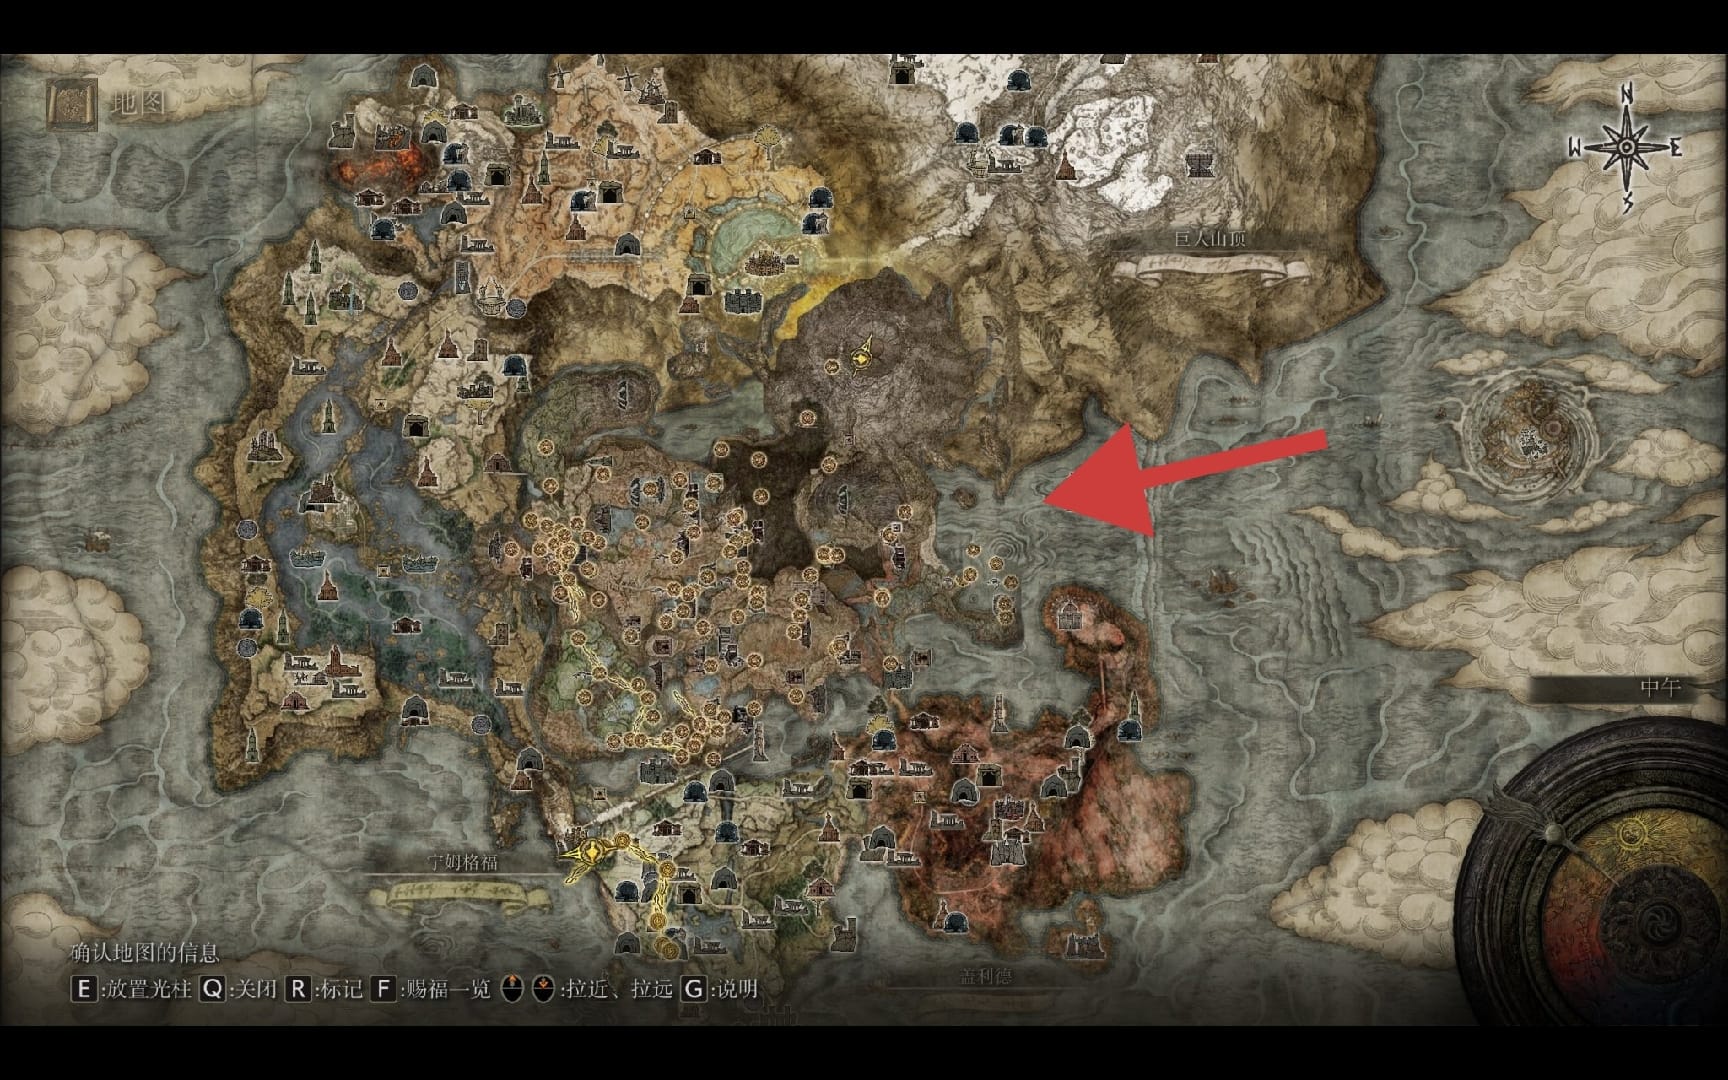 地图
N
W E
S
巨人山顶
中午
宁姆格福
确认地图的信息
盖利德
E:放置光柱 Q:关闭 R:标记 F:赐福一览 :拉近、拉远 G:说明